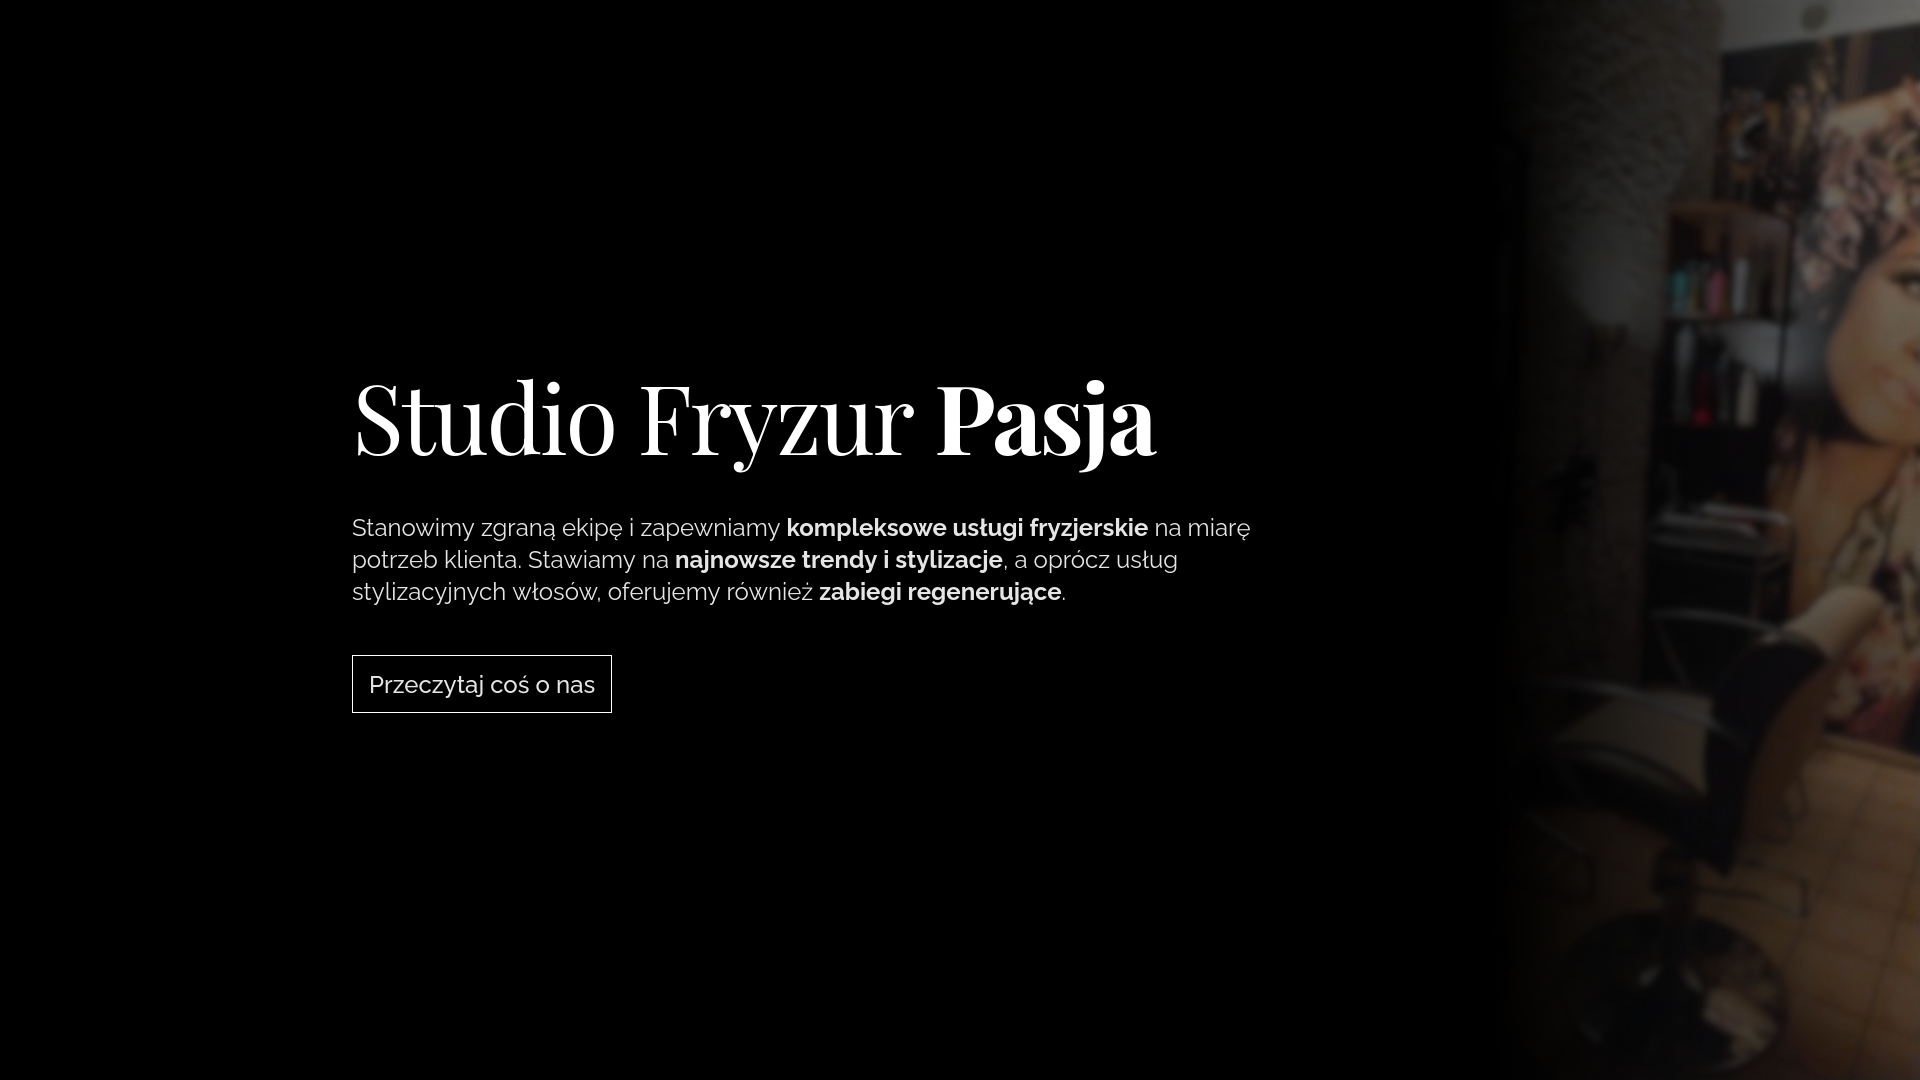 Studio Fryzur Pasja
Stanowimy zgraną ekipę i zapewniamy kompleksowe usługi fryzjerskie na miarę
potrzeb klienta. Stawiamy na najnowsze trendy i stylizacje, a oprócz usług
stylizacyjnych włosów, oferujemy również zabiegi regenerujące.
Przeczytaj coś o nas